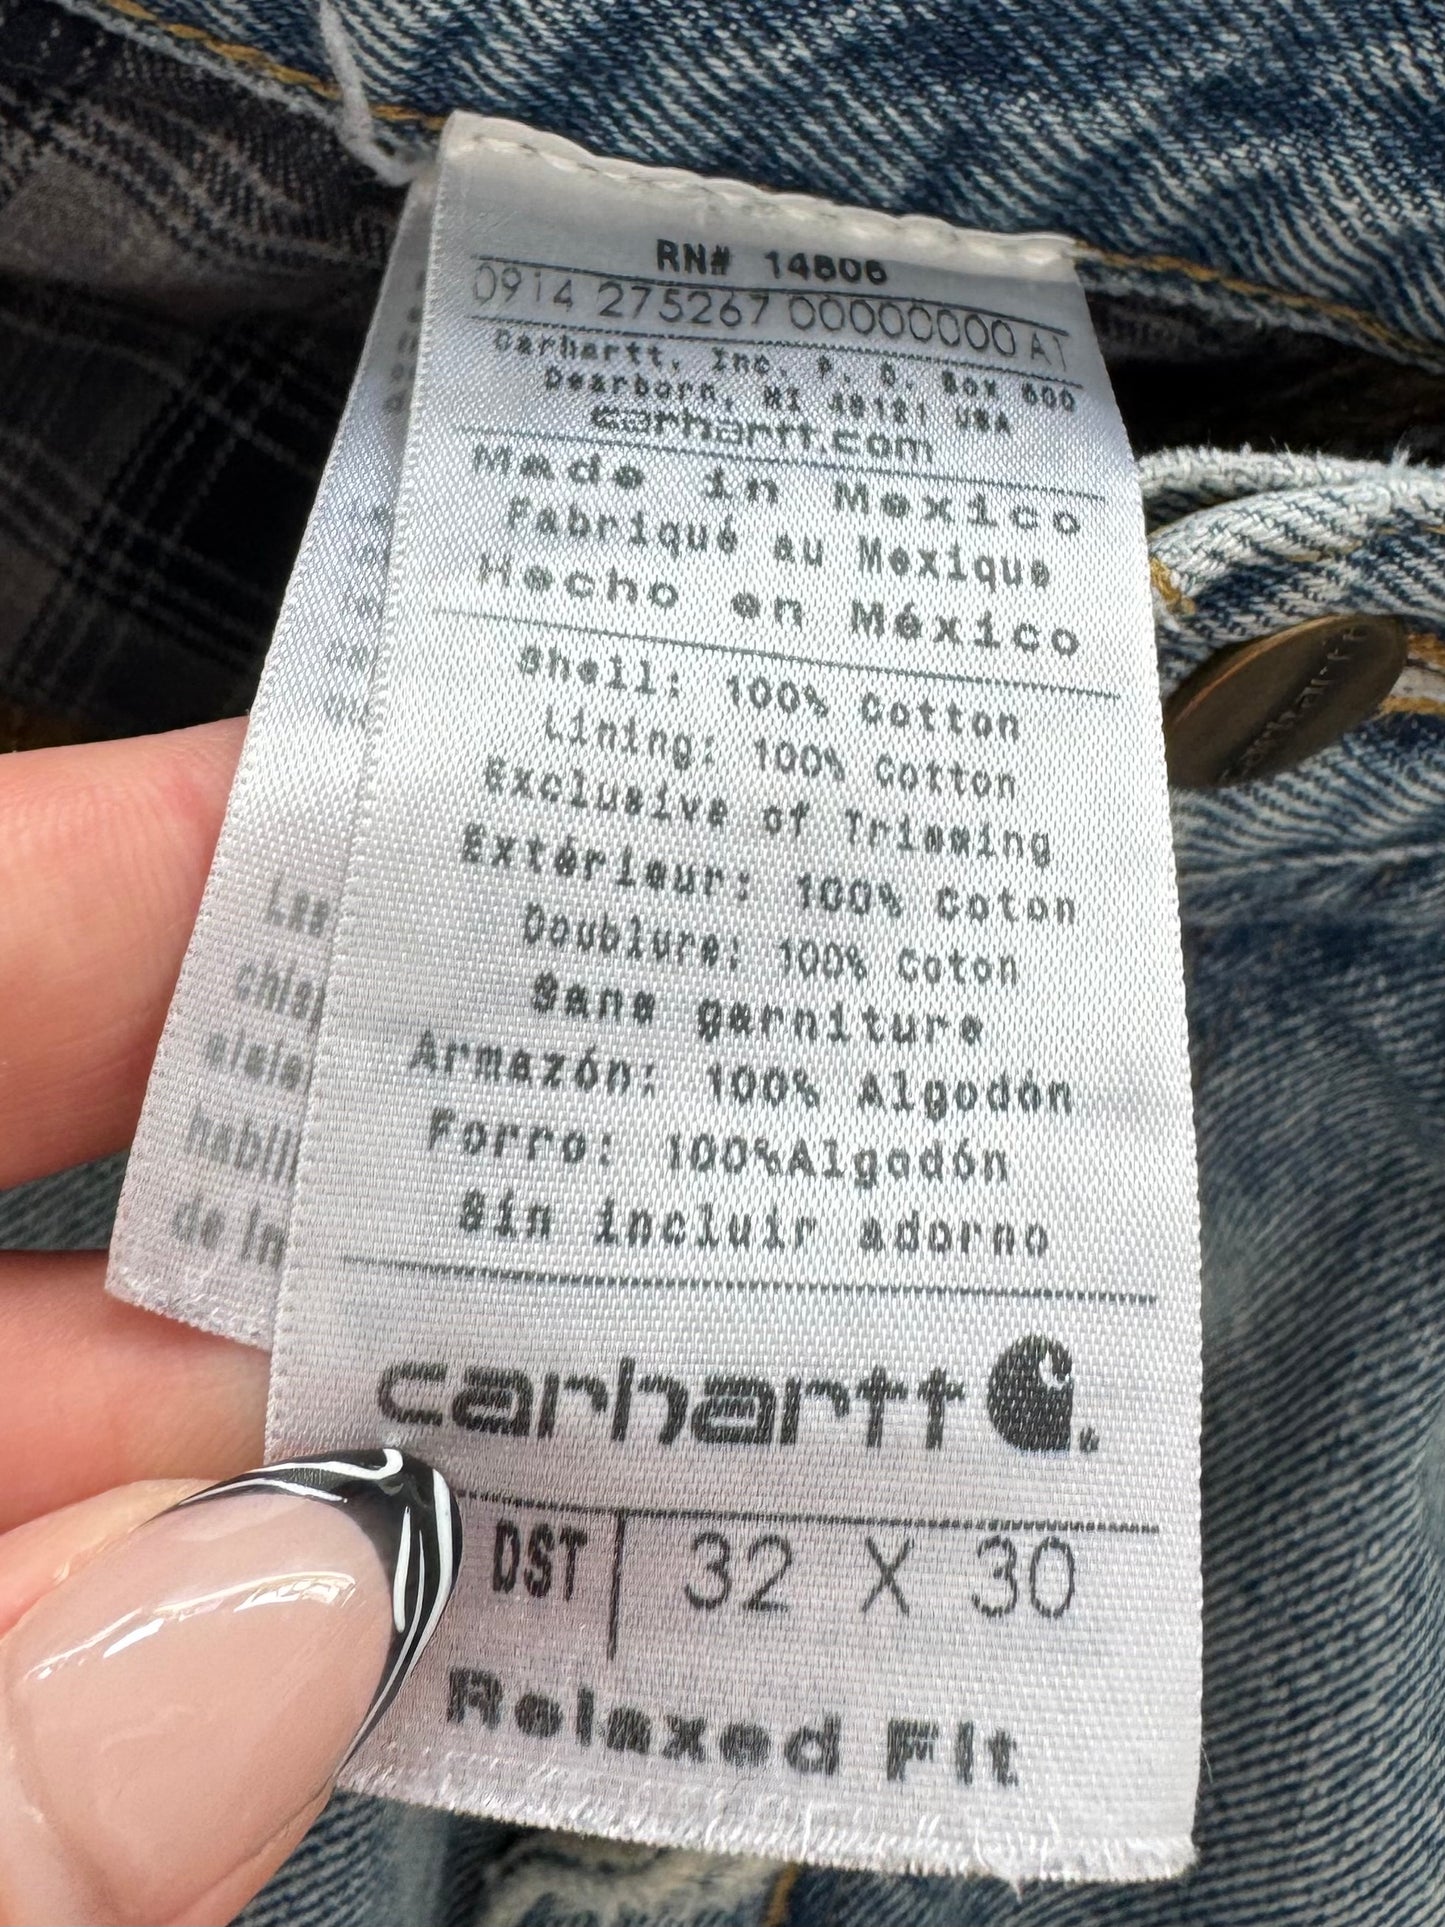 RN# 14806
0914 275267 00000000 A1
Carhartt, Inc. P. O. Box 600
Dearborn, MI 48121 USA
carhartt.com
Made in Mexico
Fabriqué au Mexique
Hecho en México
Shell: 100% Cotton
Lining: 100% Cotton
Exclusive of Trimming
Extérieur: 100% Coton
Doublure: 100% Coton
Sans garniture
Armazón: 100% Algodón
Forro: 100%Algodón
Sin incluir adorno
carhartt
DST 32 X 30
Relaxed Fit
Carhartt